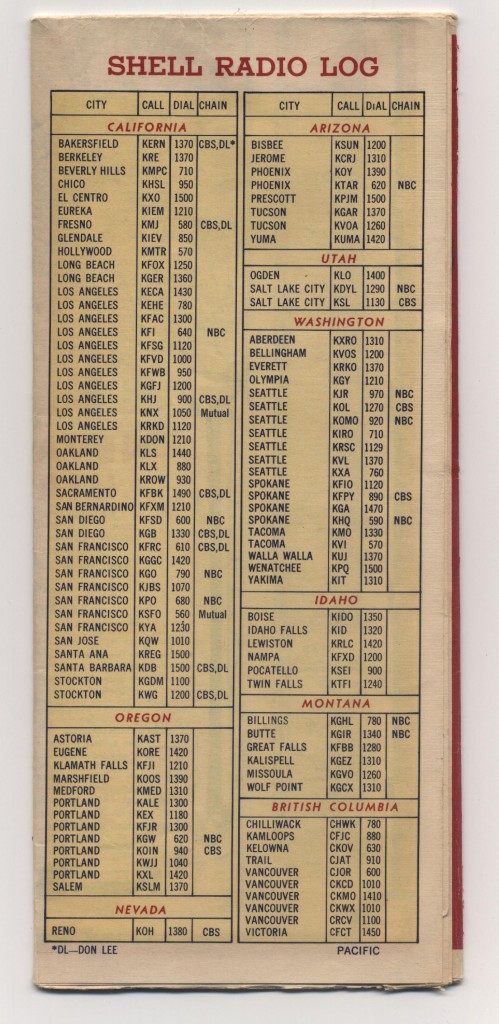 SHELL RADIO LOG
CITY CALL DIAL CHAIN
CALIFORNIA
BAKERSFIELD KERN 1370 CBS,DL*
BERKELEY KRE 1370
BEVERLY HILLS KMPC 710
CHICO KHSL 950
EL CENTRO KXO 1500
EUREKA KIEM 1210
FRESNO KMJ 580 CBS,DL
GLENDALE KIEV 850
HOLLYWOOD KMTR 570
LONG BEACH KFOX 1250
LONG BEACH KGER 1360
LOS ANGELES KECA 1430
LOS ANGELES KEHE 780
LOS ANGELES KFAC 1300
LOS ANGELES KFI 640 NBC
LOS ANGELES KFSG 1120
LOS ANGELES KFVD 1000
LOS ANGELES KFWB 950
LOS ANGELES KGFJ 1200
LOS ANGELES KHJ 900 CBS,DL
LOS ANGELES KNX 1050 Mutual
LOS ANGELES KRKD 1120
MONTEREY KDON 1210
OAKLAND KLS 1440
OAKLAND KLX 880
OAKLAND KROW 930
SACRAMENTO KFBK 1490 CBS,DL
SAN BERNARDINO KFXM 1210
SAN DIEGO KFSD 600 NBC
SAN DIEGO KGB 1330 CBS,DL
SAN FRANCISCO KFRC 610 CBS,DL
SAN FRANCISCO KGGC 1420
SAN FRANCISCO KGO 790 NBC
SAN FRANCISCO KJBS 1070
SAN FRANCISCO KPO 680 NBC
SAN FRANCISCO KSFO 560 Mutual
SAN FRANCISCO KYA 1230
SAN JOSE KQW 1010
SANTA ANA KREG 1500
SANTA BARBARA KDB 1500 CBS,DL
STOCKTON KGDM 1100
STOCKTON KWG 1200 CBS,DL
OREGON
ASTORIA KAST 1370
EUGENE KORE 1420
KLAMATH FALLS KFJI 1210
MARSHFIELD KOOS 1390
MEDFORD KMED 1310
PORTLAND KALE 1300
PORTLAND KEX 1180
PORTLAND KFJR 1300
PORTLAND KGW 620 NBC
PORTLAND KOIN 940 CBS
PORTLAND KWJJ 1040
PORTLAND KXL 1420
SALEM KSLM 1370
NEVADA
RENO KOH 1380 CBS
*DL—DON LEE
CITY CALL DIAL CHAIN
ARIZONA
BISBEE KSUN 1200
JEROME KCRJ 1310
PHOENIX KOY 1390
PHOENIX KTAR 620 NBC
PRESCOTT KPJM 1500
TUCSON KGAR 1370
TUCSON KVOA 1260
YUMA KUMA 1420
UTAH
OGDEN KLO 1400
SALT LAKE CITY KDYL 1290 NBC
SALT LAKE CITY KSL 1130 CBS
WASHINGTON
ABERDEEN KXRO 1310
BELLINGHAM KVOS 1200
EVERETT KRKO 1370
OLYMPIA KGY 1210
SEATTLE KJR 970 NBC
SEATTLE KOL 1270 CBS
SEATTLE KOMO 920 NBC
SEATTLE KIRO 710
SEATTLE KRSC 1129
SEATTLE KVL 1370
SEATTLE KXA 760
SPOKANE KFIO 1120
SPOKANE KFPY 890 CBS
SPOKANE KGA 1470
SPOKANE KHQ 590 NBC
TACOMA KMO 1330
TACOMA KVI 570
WALLA WALLA KUJ 1370
WENATCHEE KPQ 1500
YAKIMA KIT 1310
IDAHO
BOISE KIDO 1350
IDAHO FALLS KID 1320
LEWISTON KRLC 1420
NAMPA KFXD 1200
POCATELLO KSEI 900
TWIN FALLS KTFI 1240
MONTANA
BILLINGS KGHL 780 NBC
BUTTE KGIR 1340 NBC
GREAT FALLS KFBB 1280
KALISPELL KGEZ 1310
MISSOULA KGVO 1260
WOLF POINT KGCX 1310
BRITISH COLUMBIA
CHILLIWACK CHWK 780
KAMLOOPS CFJC 880
KELOWNA CKOV 630
TRAIL CJAT 910
VANCOUVER CJOR 600
VANCOUVER CKCD 1010
VANCOUVER CKMO 1410
VANCOUVER CKWX 1010
VANCOUVER CRCV 1100
VICTORIA CFCT 1450
PACIFIC